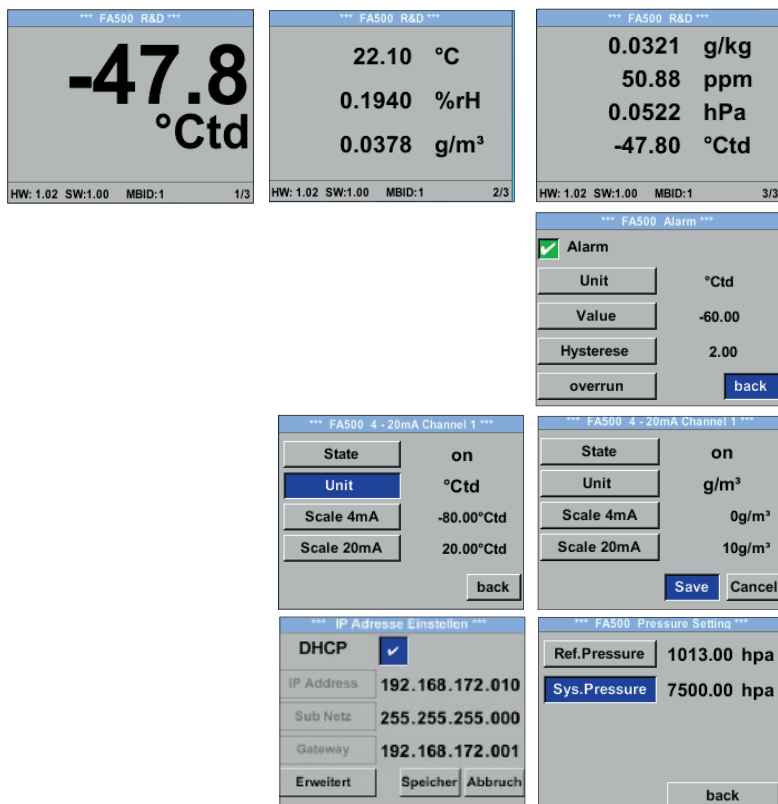 *** FA500 R&D ***
-47.8
°Ctd
HW: 1.02 SW:1.00 MBID:1 1/3
*** FA500 R&D ***
22.10 °C
0.1940 %rH
0.0378 g/m³
HW: 1.02 SW:1.00 MBID:1 2/3
*** FA500 R&D ***
0.0321 g/kg
50.88 ppm
0.0522 hPa
-47.80 °Ctd
HW: 1.02 SW:1.00 MBID:1 3/3
*** FA500 Alarm ***
Alarm
Unit °Ctd
Value -60.00
Hysterese 2.00
overrun back
*** FA500 4 - 20mA Channel 1 ***
State on
Unit °Ctd
Scale 4mA -80.00°Ctd
Scale 20mA 20.00°Ctd
back
*** FA500 4 - 20mA Channel 1 ***
State on
Unit g/m³
Scale 4mA 0g/m³
Scale 20mA 10g/m³
Save Cancel
*** IP Adresse Einstellen ***
DHCP
IP Address 192.168.172.010
Sub Netz 255.255.255.000
Gateway 192.168.172.001
Erweitert Speicher Abbruch
*** FA500 Pressure Setting ***
Ref.Pressure 1013.00 hpa
Sys.Pressure 7500.00 hpa
back